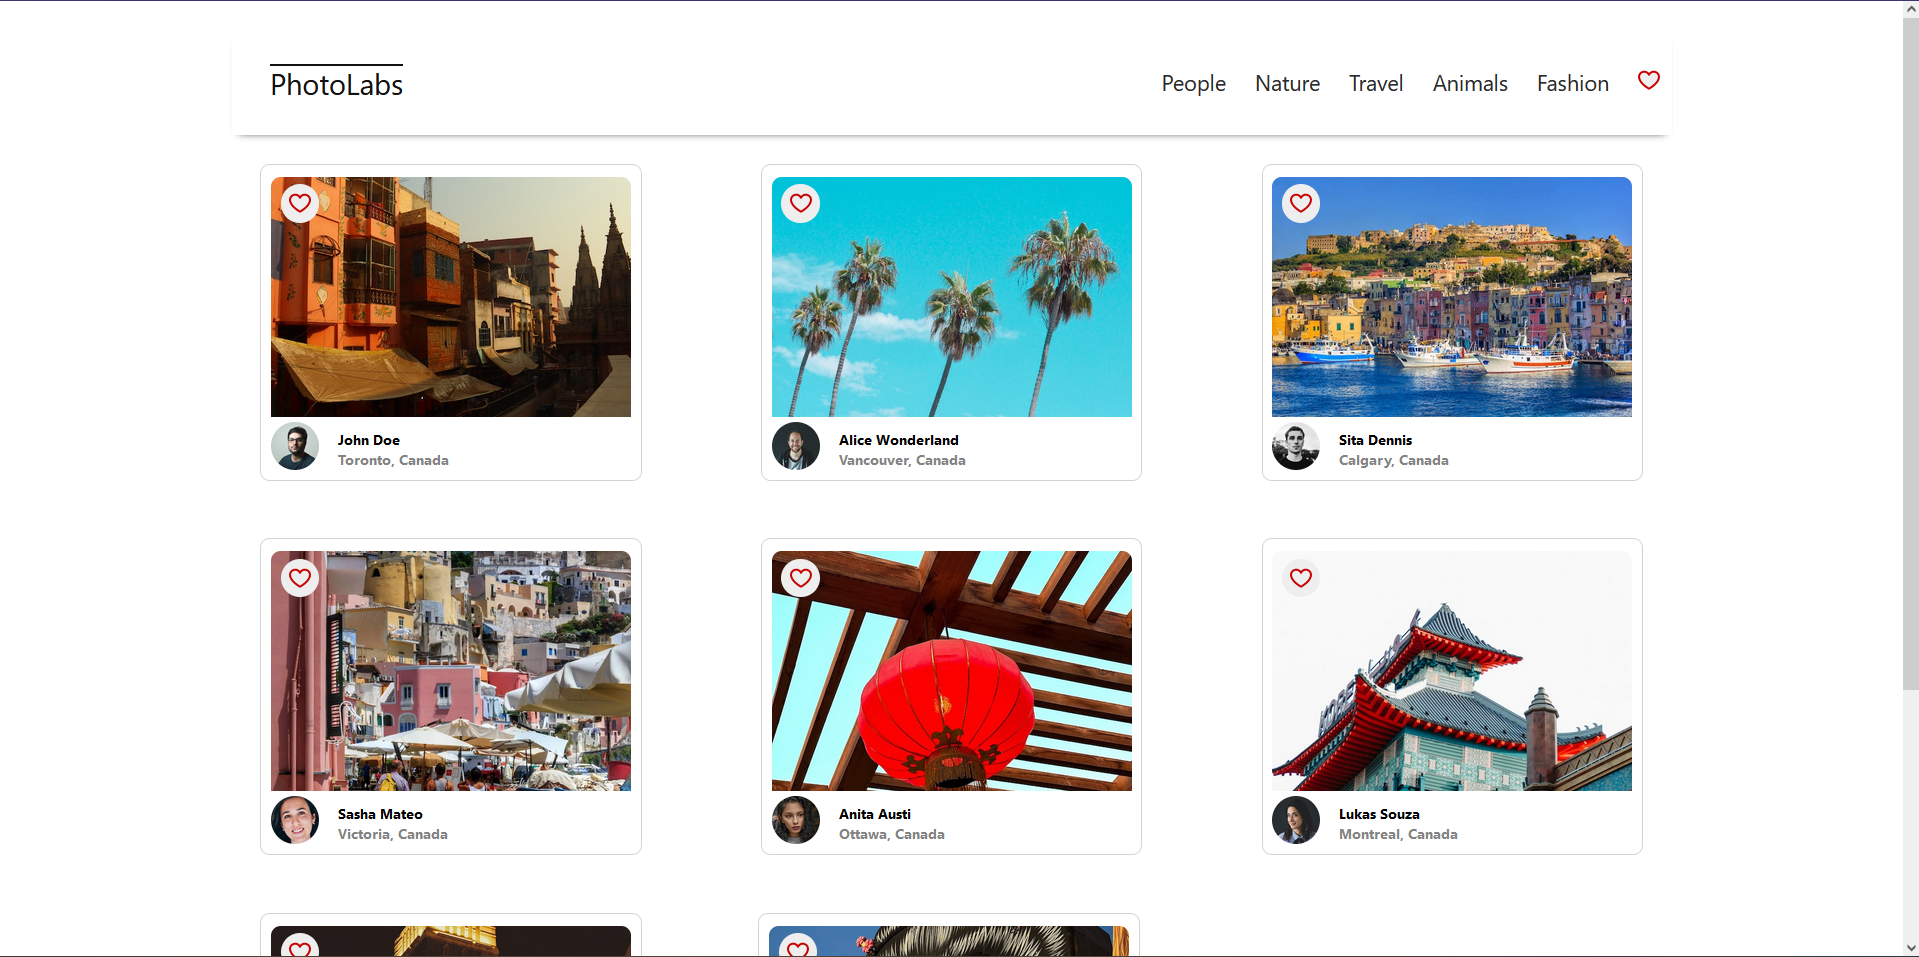 PhotoLabs
People Nature Travel Animals Fashion
John Doe
Toronto, Canada
Alice Wonderland
Vancouver, Canada
Sita Dennis
Calgary, Canada
Sasha Mateo
Victoria, Canada
Anita Austi
Ottawa, Canada
Lukas Souza
Montreal, Canada